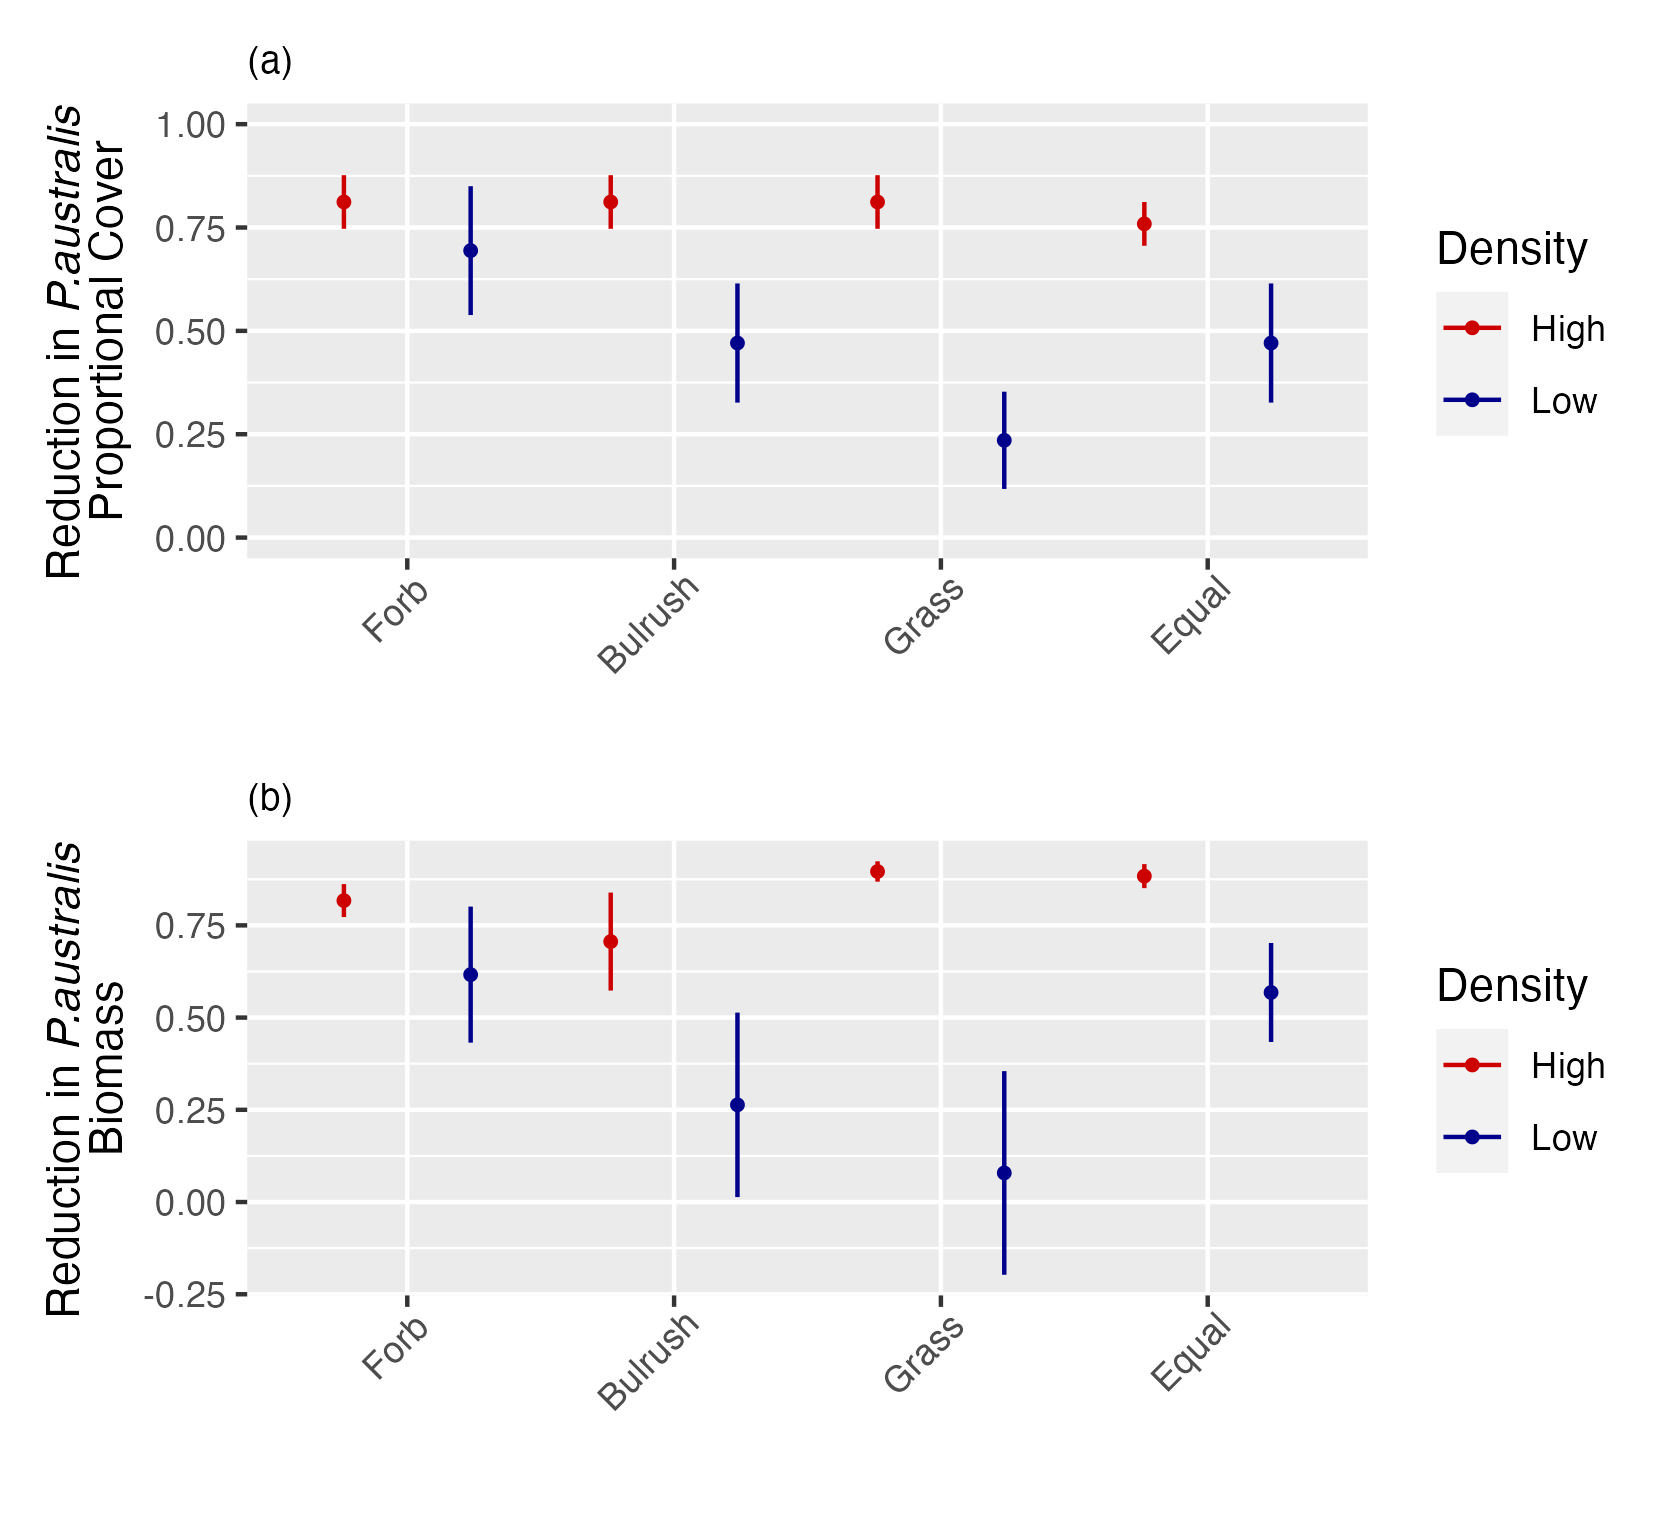 (a)
Reduction in P.australis
Proportional Cover
1.00
0.75
0.50
0.25
0.00
Forb
Bulrush
Grass
Equal
Density
High
Low
(b)
Reduction in P.australis
Biomass
0.75
0.50
0.25
0.00
-0.25
Forb
Bulrush
Grass
Equal
Density
High
Low